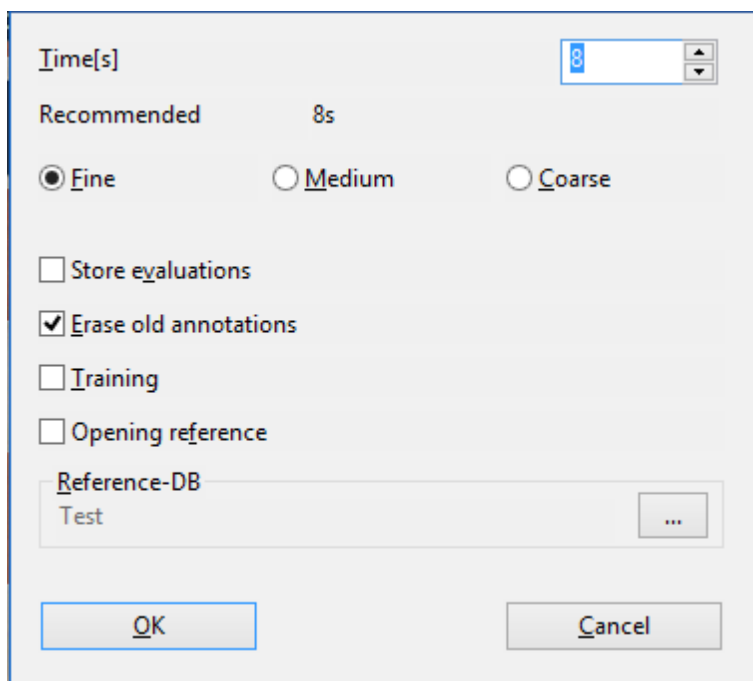 Time[s] 8
Recommended 8s
Fine Medium Coarse
Store evaluations
Erase old annotations
Training
Opening reference
Reference-DB
Test ...
OK Cancel